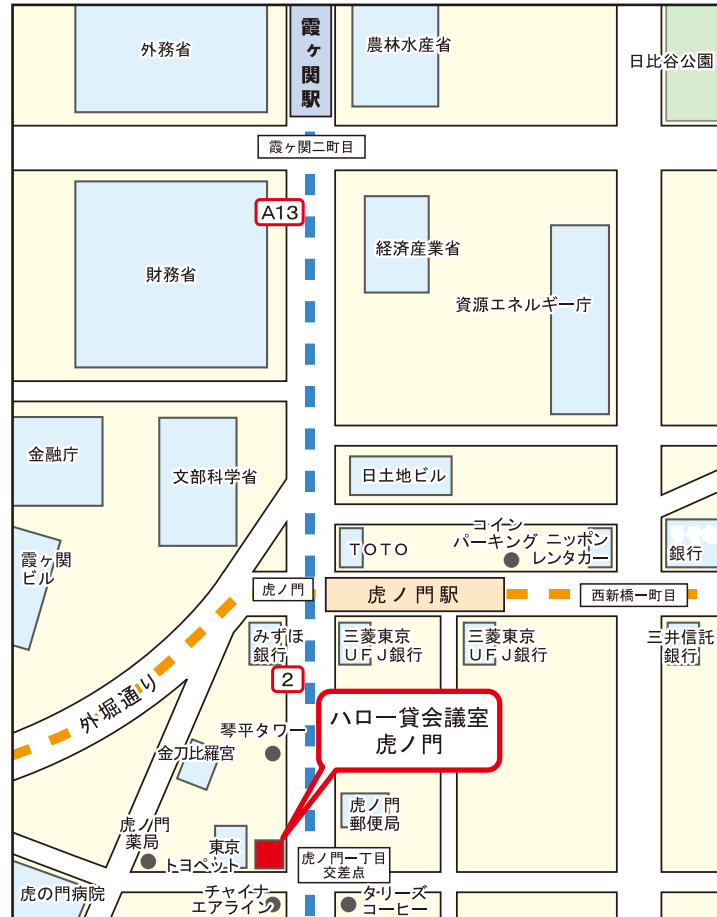 外務省
霞ヶ関駅
農林水産省
日比谷公園
霞ヶ関二町目
A13
財務省
経済産業省
資源エネルギー庁
金融庁
文部科学省
日土地ビル
霞ヶ関
ビル
TOTO
コイン
パーキング
ニッポン
レンタカー
銀行
虎ノ門
虎ノ門駅
西新橋一町目
みずほ
銀行
三菱東京
UFJ銀行
三菱東京
UFJ銀行
三井信託
銀行
2
外堀通り
ハロー貸会議室
虎ノ門
琴平タワー
金刀比羅宮
虎ノ門
薬局
東京
トヨペット
虎ノ門
郵便局
虎ノ門一丁目
交差点
虎の門病院
チャイナ
エアライン
タリーズ
コーヒー